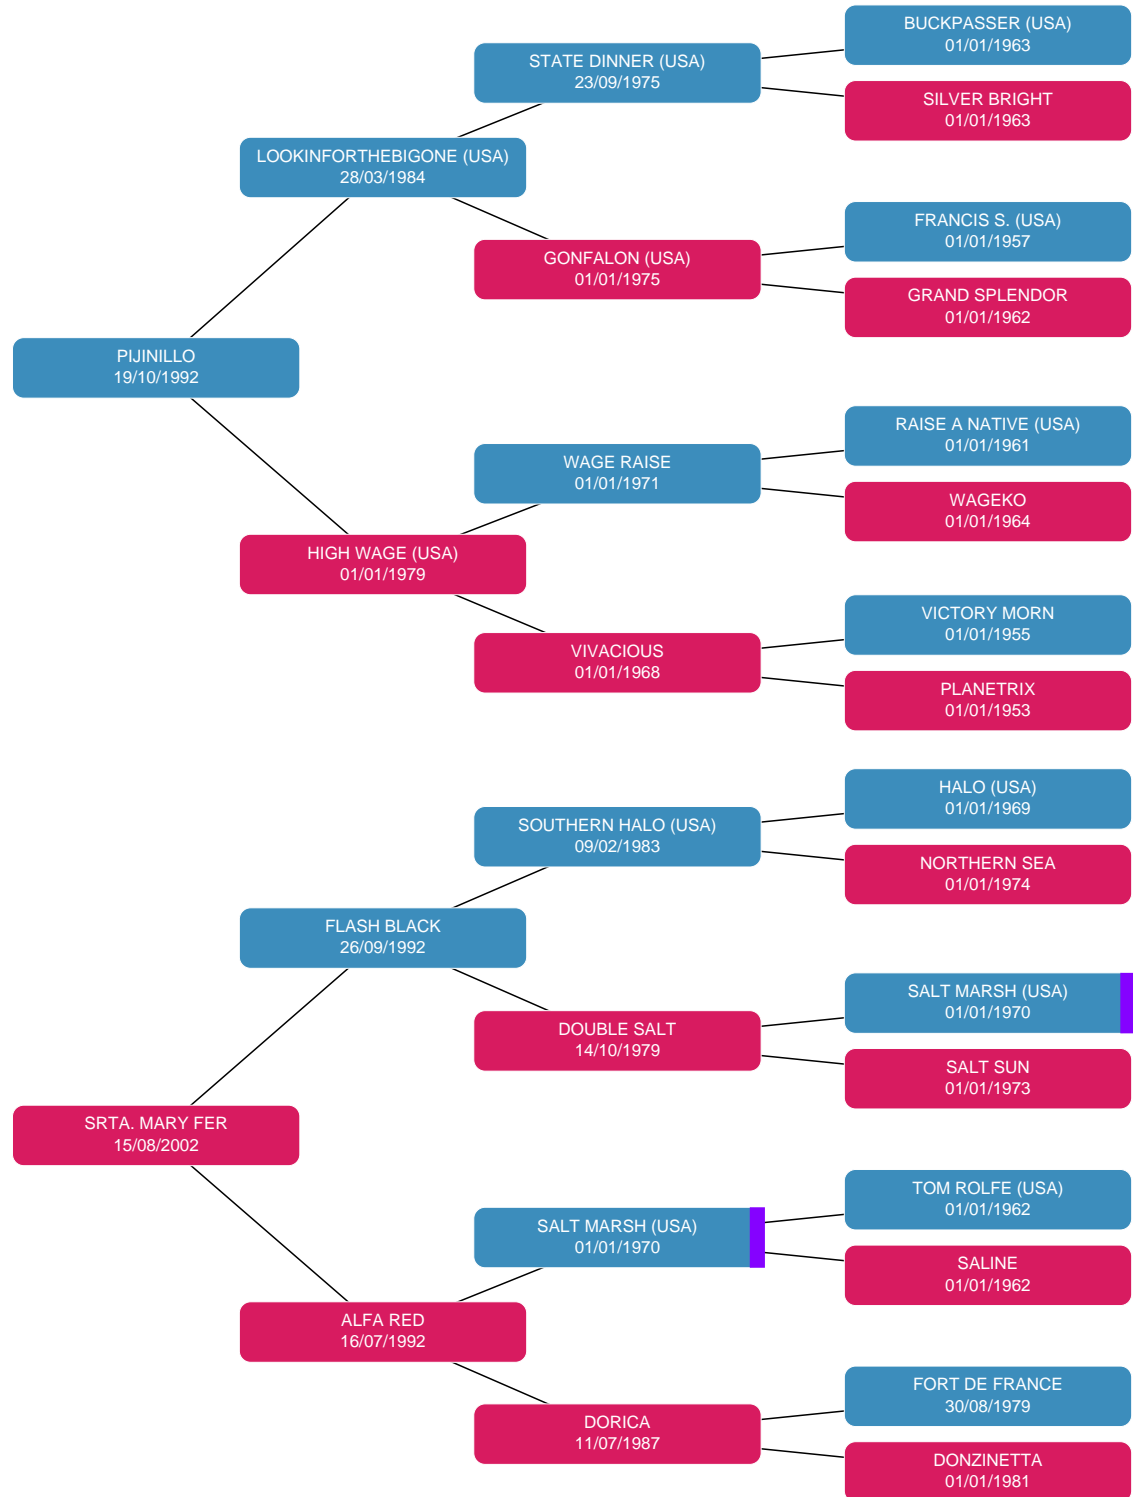 BUCKPASSER (USA)
01/01/1963
STATE DINNER (USA)
23/09/1975
SILVER BRIGHT
01/01/1963
LOOKINFORTHEBIGONE (USA)
28/03/1984
FRANCIS S. (USA)
01/01/1957
GONFALON (USA)
01/01/1975
GRAND SPLENDOR
01/01/1962
PIJINILLO
19/10/1992
RAISE A NATIVE (USA)
01/01/1961
WAGE RAISE
01/01/1971
WAGEKO
01/01/1964
HIGH WAGE (USA)
01/01/1979
VICTORY MORN
01/01/1955
VIVACIOUS
01/01/1968
PLANETRIX
01/01/1953
HALO (USA)
01/01/1969
SOUTHERN HALO (USA)
09/02/1983
NORTHERN SEA
01/01/1974
FLASH BLACK
26/09/1992
SALT MARSH (USA)
01/01/1970
DOUBLE SALT
14/10/1979
SALT SUN
01/01/1973
SRTA. MARY FER
15/08/2002
TOM ROLFE (USA)
01/01/1962
SALT MARSH (USA)
01/01/1970
SALINE
01/01/1962
ALFA RED
16/07/1992
FORT DE FRANCE
30/08/1979
DORICA
11/07/1987
DONZINETTA
01/01/1981